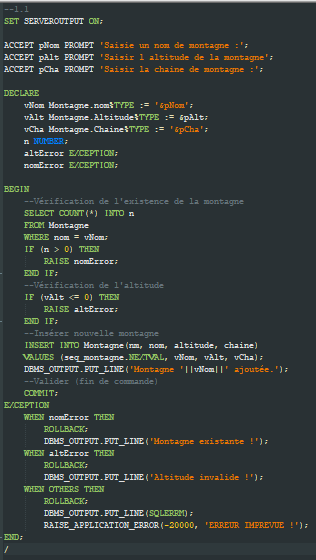 --1.1
SET SERVEROUTPUT ON;
ACCEPT pNom PROMPT 'Saisie un nom de montagne :';
ACCEPT pAlt PROMPT 'Saisir l altitude de la montagne';
ACCEPT pCha PROMPT 'Saisir la chaine de montagne :';
DECLARE
vNom Montagne.nom%TYPE := '&pNom';
vAlt Montagne.Altitude%TYPE := &pAlt;
vCha Montagne.Chaine%TYPE := '&pCha';
n NUMBER;
altError EXCEPTION;
nomError EXCEPTION;
BEGIN
--Vérification de l'existence de la montagne
SELECT COUNT(*) INTO n
FROM Montagne
WHERE nom = vNom;
IF (n > 0) THEN
RAISE nomError;
END IF;
--Vérification de l'altitude
IF (vAlt <= 0) THEN
RAISE altError;
END IF;
--Insérer nouvelle montagne
INSERT INTO Montagne(nm, nom, altitude, chaine)
VALUES (seq_montagne.NEXTVAL, vNom, vAlt, vCha);
DBMS_OUTPUT.PUT_LINE('Montagne '||vNom||' ajoutée.');
--Valider (fin de commande)
COMMIT;
EXCEPTION
WHEN nomError THEN
ROLLBACK;
DBMS_OUTPUT.PUT_LINE('Montagne existante !');
WHEN altError THEN
ROLLBACK;
DBMS_OUTPUT.PUT_LINE('Altitude invalide !');
WHEN OTHERS THEN
ROLLBACK;
DBMS_OUTPUT.PUT_LINE(SQLERRM);
RAISE_APPLICATION_ERROR(-20000, 'ERREUR IMPREVUE !');
END;
/